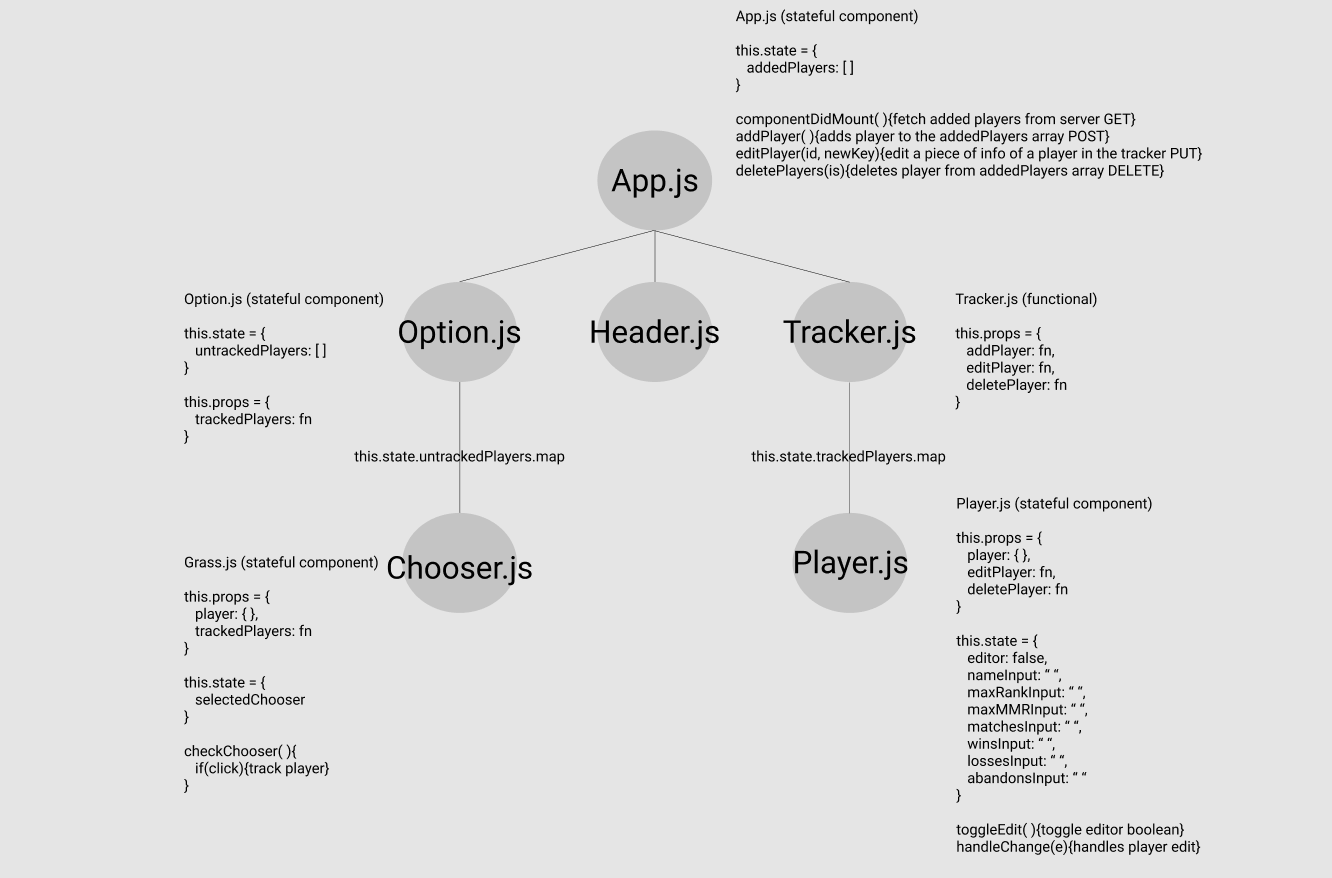 App.js (stateful component)
this.state = {
addedPlayers: [ ]
}
componentDidMount( ){fetch added players from server GET}
addPlayer( ){adds player to the addedPlayers array POST}
editPlayer(id, newKey){edit a piece of info of a player in the tracker PUT}
deletePlayers(is){deletes player from addedPlayers array DELETE}
App.js
Option.js (stateful component)
this.state = {
untrackedPlayers: [ ]
}
this.props = {
trackedPlayers: fn
}
Option.js
Header.js
Tracker.js
Tracker.js (functional)
this.props = {
addPlayer: fn,
editPlayer: fn,
deletePlayer: fn
}
this.state.untrackedPlayers.map
this.state.trackedPlayers.map
Grass.js (stateful component)
this.props = {
player: { },
trackedPlayers: fn
}
this.state = {
selectedChooser
}
checkChooser( ){
if(click){track player}
}
Chooser.js
Player.js
Player.js (stateful component)
this.props = {
player: { },
editPlayer: fn,
deletePlayer: fn
}
this.state = {
editor: false,
nameInput: “ “,
maxRankInput: “ “,
maxMMRInput: “ “,
matchesInput: “ “,
winsInput: “ “,
lossesInput: “ “,
abandonsInput: “ “
}
toggleEdit( ){toggle editor boolean}
handleChange(e){handles player edit}